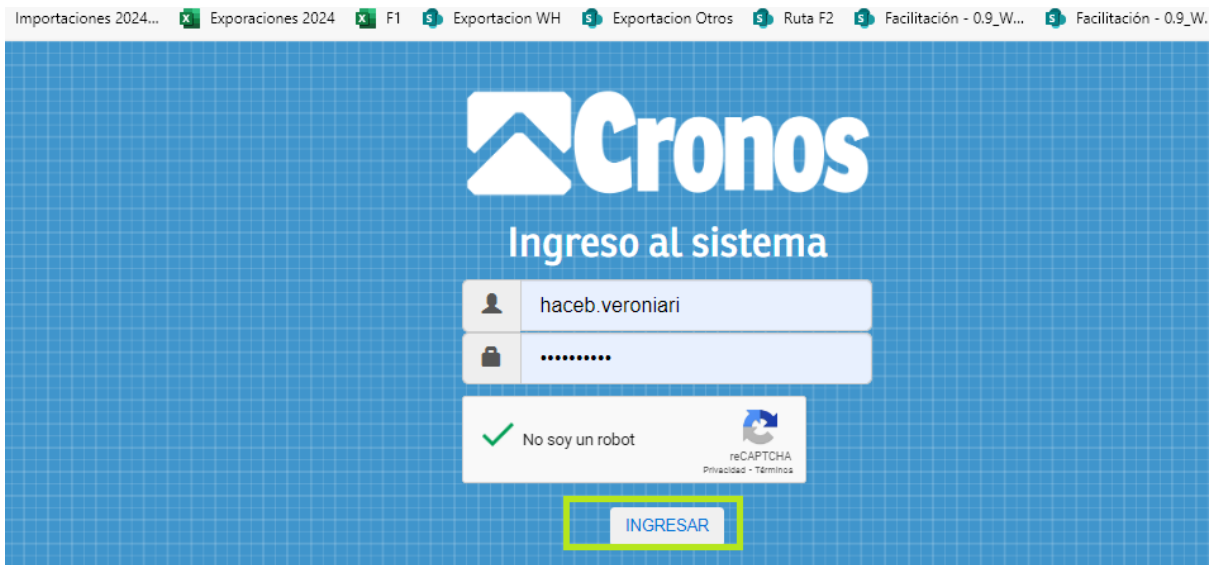 Importaciones 2024... Exporaciones 2024 F1 Exportacion WH Exportacion Otros Ruta F2 Facilitación - 0.9_W... Facilitación - 0.9_W.
Cronos
Ingreso al sistema
haceb.veroniari
••••••••••
No soy un robot
reCAPTCHA
Privacidad - Términos
INGRESAR